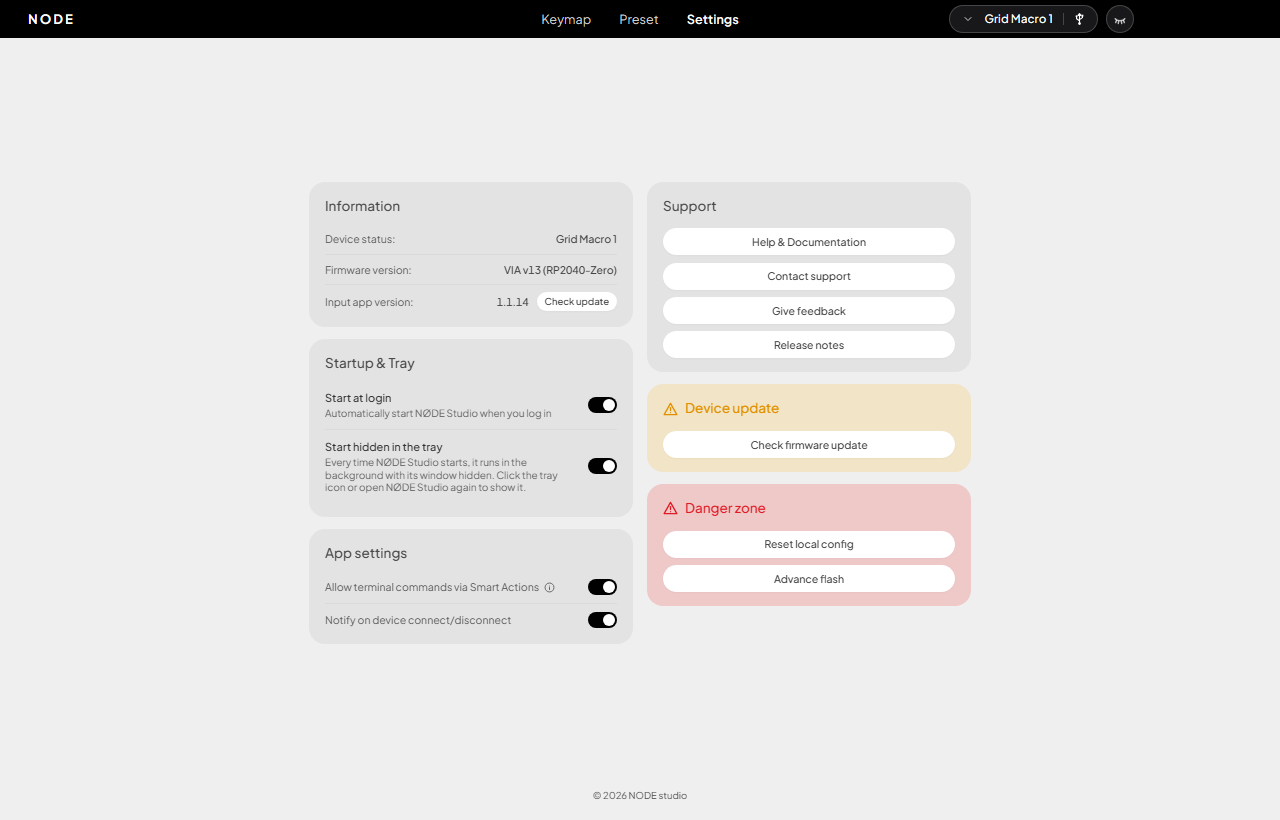 NODE
Keymap
Preset
Settings
Grid Macro 1
Information
Device status:
Grid Macro 1
Firmware version:
VIA v13 (RP2040-Zero)
Input app version:
1.1.14
Check update
Startup & Tray
Start at login
Automatically start NØDE Studio when you log in
Start hidden in the tray
Every time NØDE Studio starts, it runs in the
background with its window hidden. Click the tray
icon or open NØDE Studio again to show it.
App settings
Allow terminal commands via Smart Actions
Notify on device connect/disconnect
Support
Help & Documentation
Contact support
Give feedback
Release notes
Device update
Check firmware update
Danger zone
Reset local config
Advance flash
© 2026 NODE studio